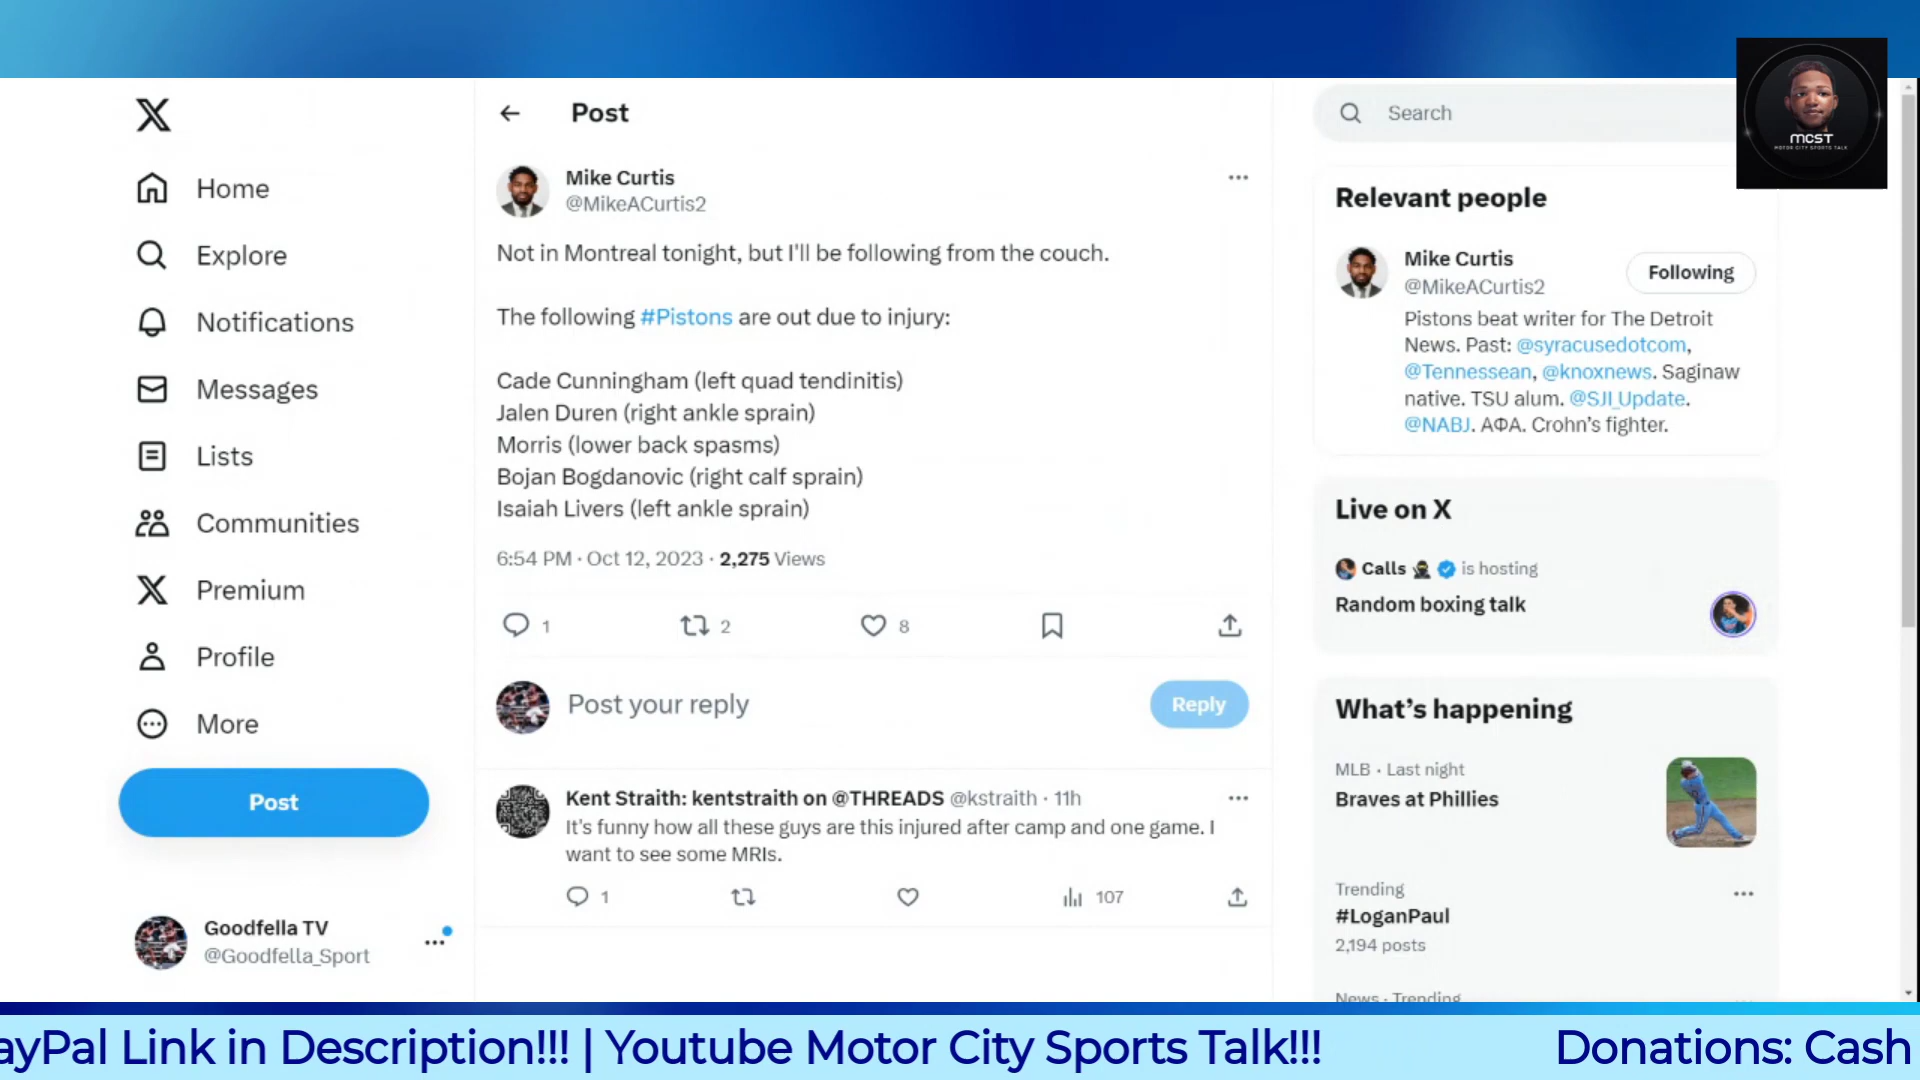 Home
Explore
Notifications
Messages
Lists
Communities
Premium
Profile
More
Post
Goodfella TV
@Goodfella_Sport
Post
Mike Curtis
@MikeACurtis2
Not in Montreal tonight, but I'll be following from the couch.
The following #Pistons are out due to injury:
Cade Cunningham (left quad tendinitis)
Jalen Duren (right ankle sprain)
Morris (lower back spasms)
Bojan Bogdanovic (right calf sprain)
Isaiah Livers (left ankle sprain)
6:54 PM · Oct 12, 2023 · 2,275 Views
1 2 8
Post your reply
Reply
Kent Straith: kentstraith on @THREADS @kstraith · 11h
It's funny how all these guys are this injured after camp and one game. I
want to see some MRIs.
1 107
Search
MCST
MOTOR CITY SPORTS TALK
Relevant people
Mike Curtis
@MikeACurtis2
Following
Pistons beat writer for The Detroit
News. Past: @syracusedotcom,
@Tennessean, @knoxnews. Saginaw
native. TSU alum. @SJI_Update.
@NABJ. ΑΦΑ. Crohn’s fighter.
Live on X
Calls is hosting
Random boxing talk
What’s happening
MLB · Last night
Braves at Phillies
Trending
#LoganPaul
2,194 posts
News · Trending
ayPal Link in Description!!! | Youtube Motor City Sports Talk!!! Donations: Cash